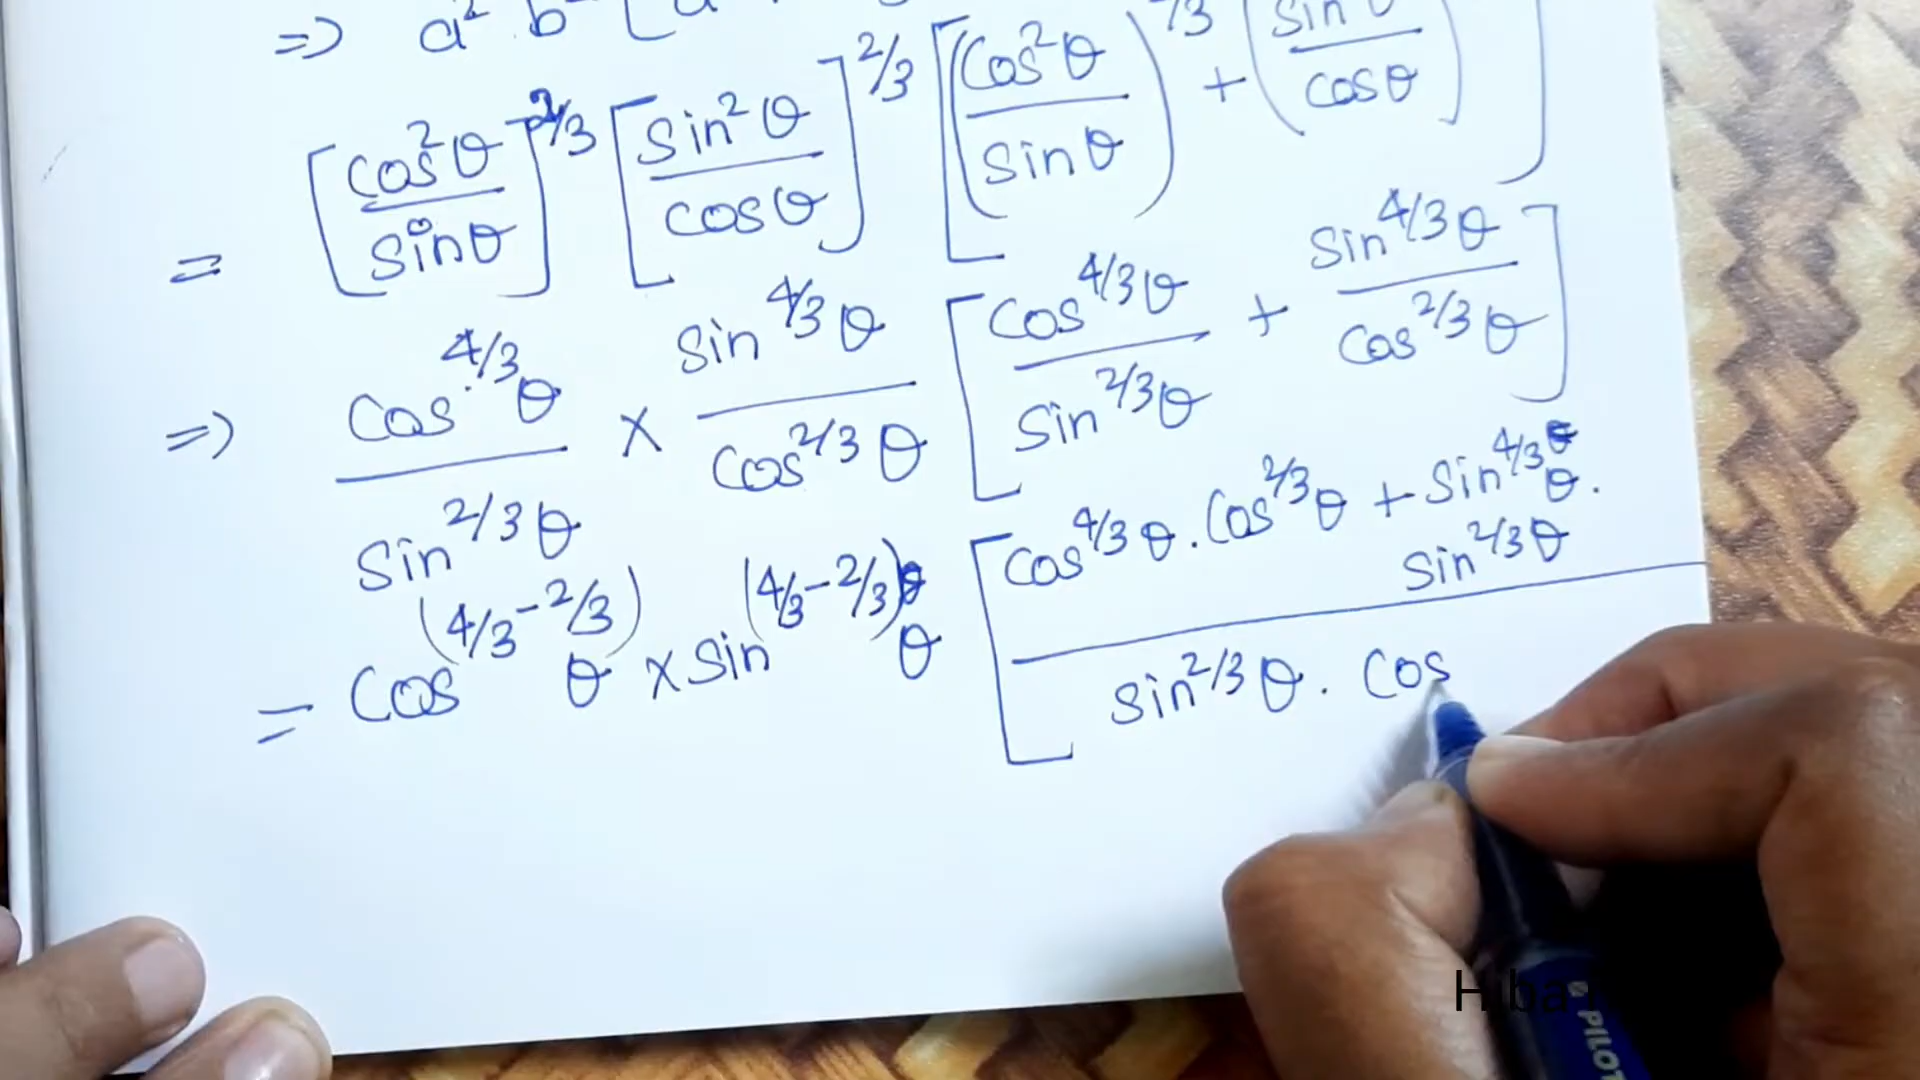 => a² . b² [ a
= [cos²θ/sinθ]^2/3 [sin²θ/cosθ]^2/3 [(cos²θ/sinθ)^2/3 + (sin²θ/cosθ) ]
=> cos^4/3 θ/sin^2/3 θ x sin^4/3 θ/cos^2/3 θ [cos^4/3 θ/sin^2/3 θ + sin^4/3 θ/cos^2/3 θ]
= cos^(4/3-2/3) θ x sin^(4/3-2/3) θ [cos^4/3 θ . cos^2/3 θ + sin^4/3 θ . sin^2/3 θ / sin^2/3 θ . cos
Hiba
PILOT